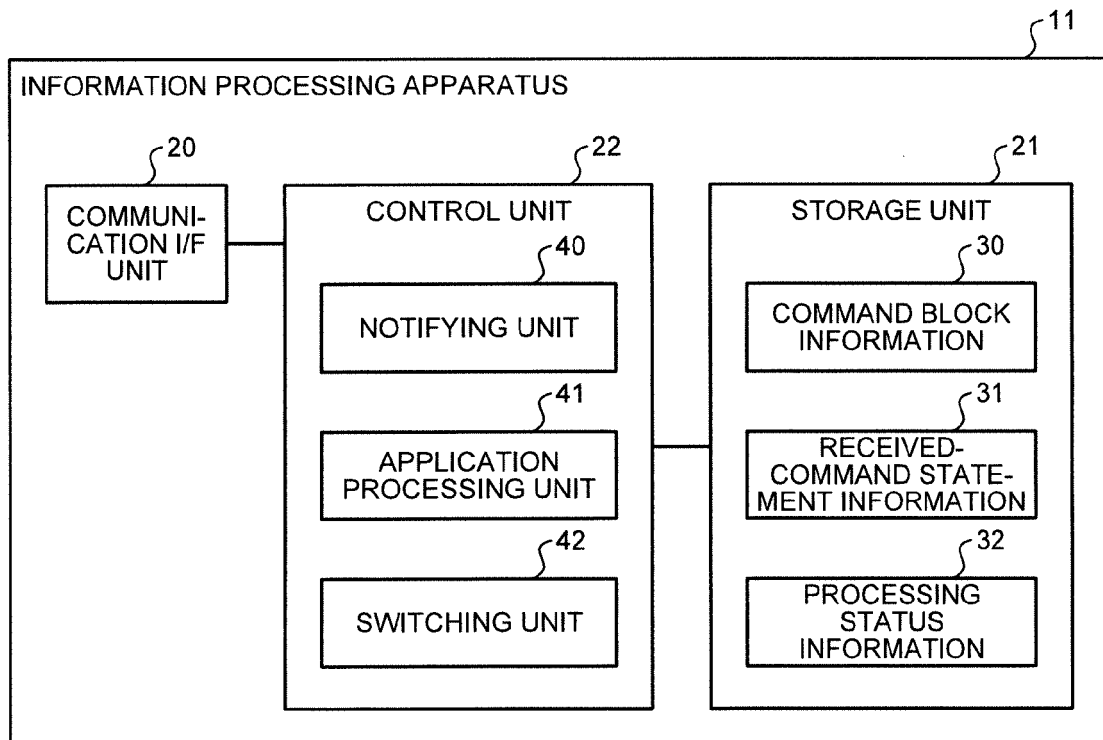 11
INFORMATION PROCESSING APPARATUS
20
COMMUNI-
CATION I/F
UNIT
22
CONTROL UNIT
40
NOTIFYING UNIT
41
APPLICATION
PROCESSING UNIT
42
SWITCHING UNIT
21
STORAGE UNIT
30
COMMAND BLOCK
INFORMATION
31
RECEIVED-
COMMAND STATE-
MENT INFORMATION
32
PROCESSING
STATUS
INFORMATION